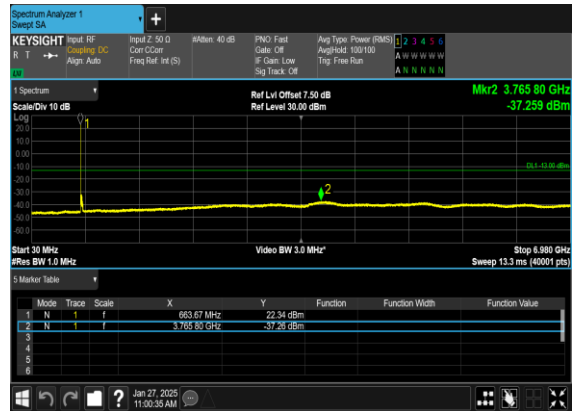 Spectrum Analyzer 1
Swept SA
+
KEYSIGHT Input: RF Input Z: 50 Ω #Atten: 40 dB PNO: Fast Avg Type: Power (RMS) 1 2 3 4 5 6
R T Coupling: DC Corr CCorr Gate: Off Avg|Hold: 100/100 A W W W W W
Align: Auto Freq Ref: Int (S) IF Gain: Low Trig: Free Run
Sig Track: Off A N N N N N
1 Spectrum Ref Lvl Offset 7.50 dB Mkr2 3.765 80 GHz
Scale/Div 10 dB Ref Level 30.00 dBm -37.259 dBm
Log
1
20.0
10.0
0.00
-10.0
DL1 -13.00 dBm
-20.0
-30.0
2
-40.0
-50.0
-60.0
Start 30 MHz Video BW 3.0 MHz* Stop 6.980 GHz
#Res BW 1.0 MHz Sweep 13.3 ms (40001 pts)
5 Marker Table
Mode Trace Scale X Y Function Function Width Function Value
1 N 1 f 663.67 MHz 22.34 dBm
2 N 1 f 3.765 80 GHz -37.26 dBm
3
4
5
6
? Jan 27, 2025
11:00:35 AM